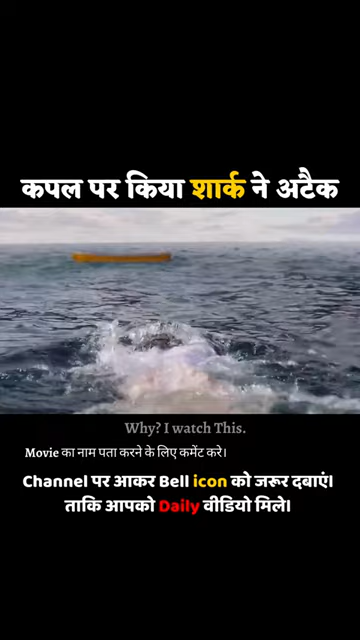 कपल पर किया शार्क ने अटैक
Why? I watch This.
Movie का नाम पता करने के लिए कमेंट करे।
Channel पर आकर Bell icon को जरूर दबाएं।
ताकि आपको Daily वीडियो मिले।